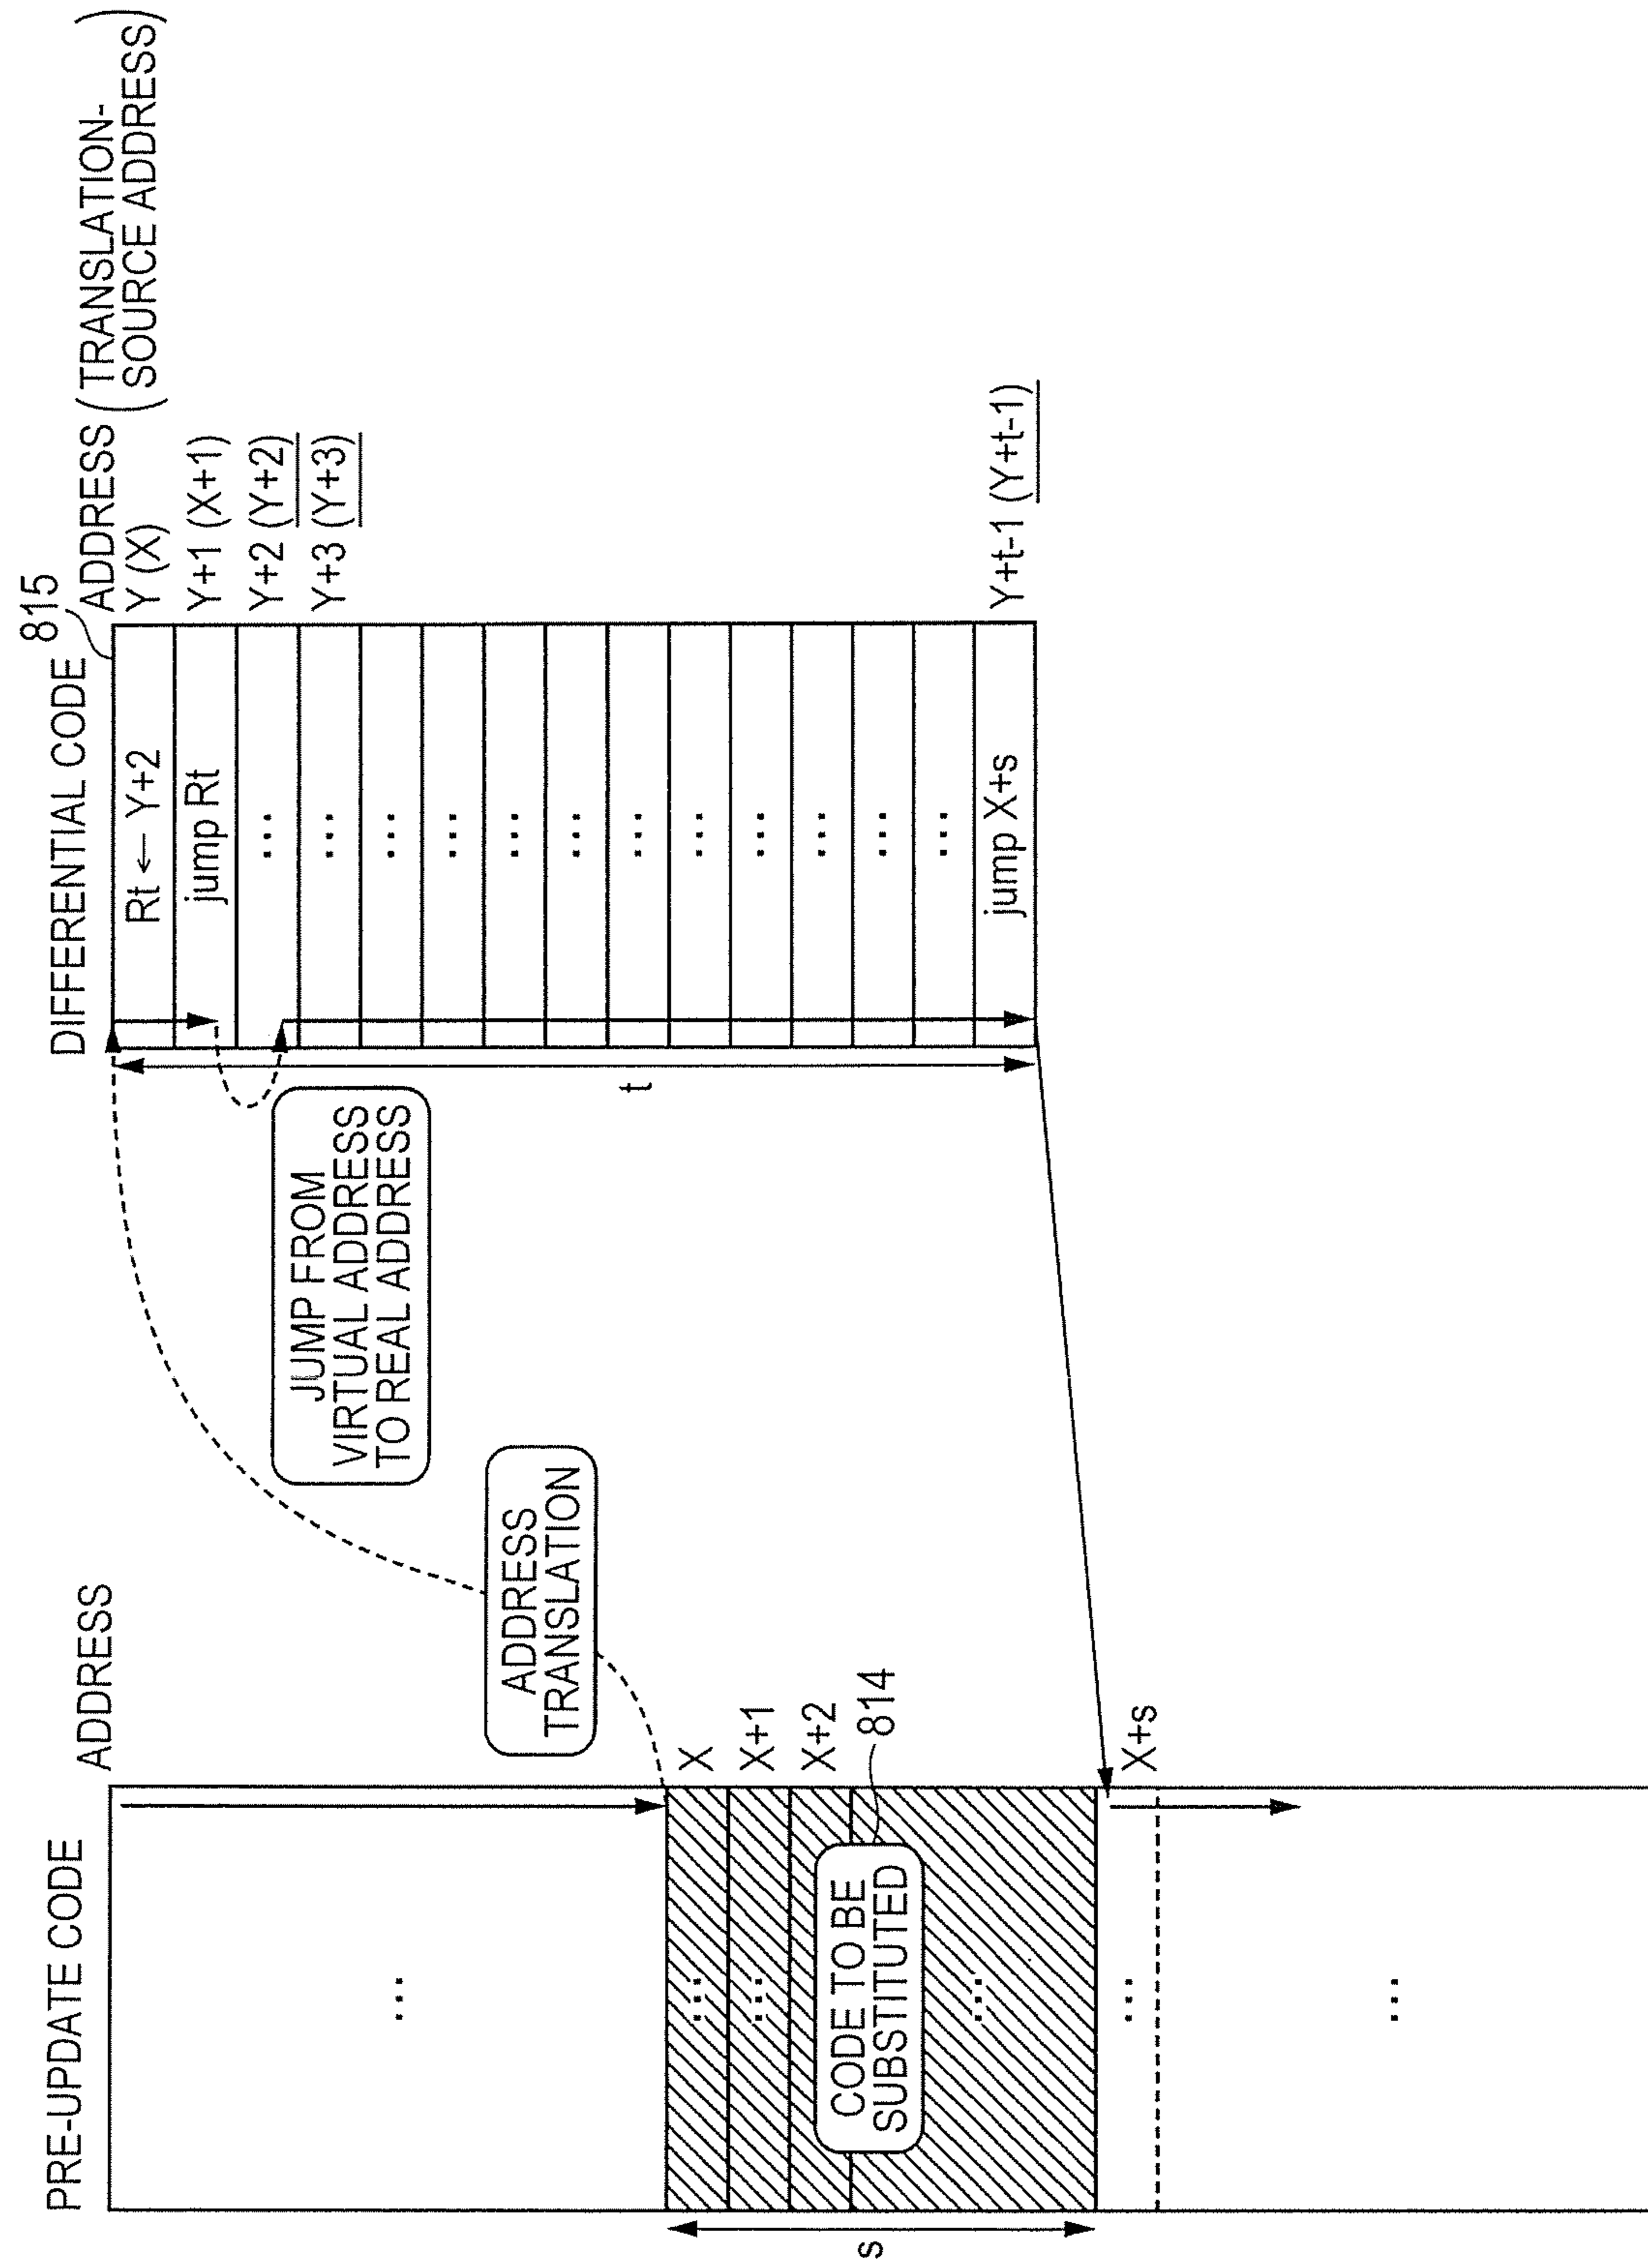 PRE-UPDATE CODE
ADDRESS
...
...
...
X
X+1
X+2
CODE TO BE
SUBSTITUTED
814
...
s
...
X+s
...
ADDRESS
TRANSLATION
JUMP FROM
VIRTUAL ADDRESS
TO REAL ADDRESS
DIFFERENTIAL CODE
815
ADDRESS (TRANSLATION-
SOURCE ADDRESS)
Rt ← Y+2
Y (X)
jump Rt
Y+1 (X+1)
...
Y+2 (Y+2)
...
Y+3 (Y+3)
...
...
...
...
...
...
...
...
...
...
jump X+s
Y+t-1 (Y+t-1)
t